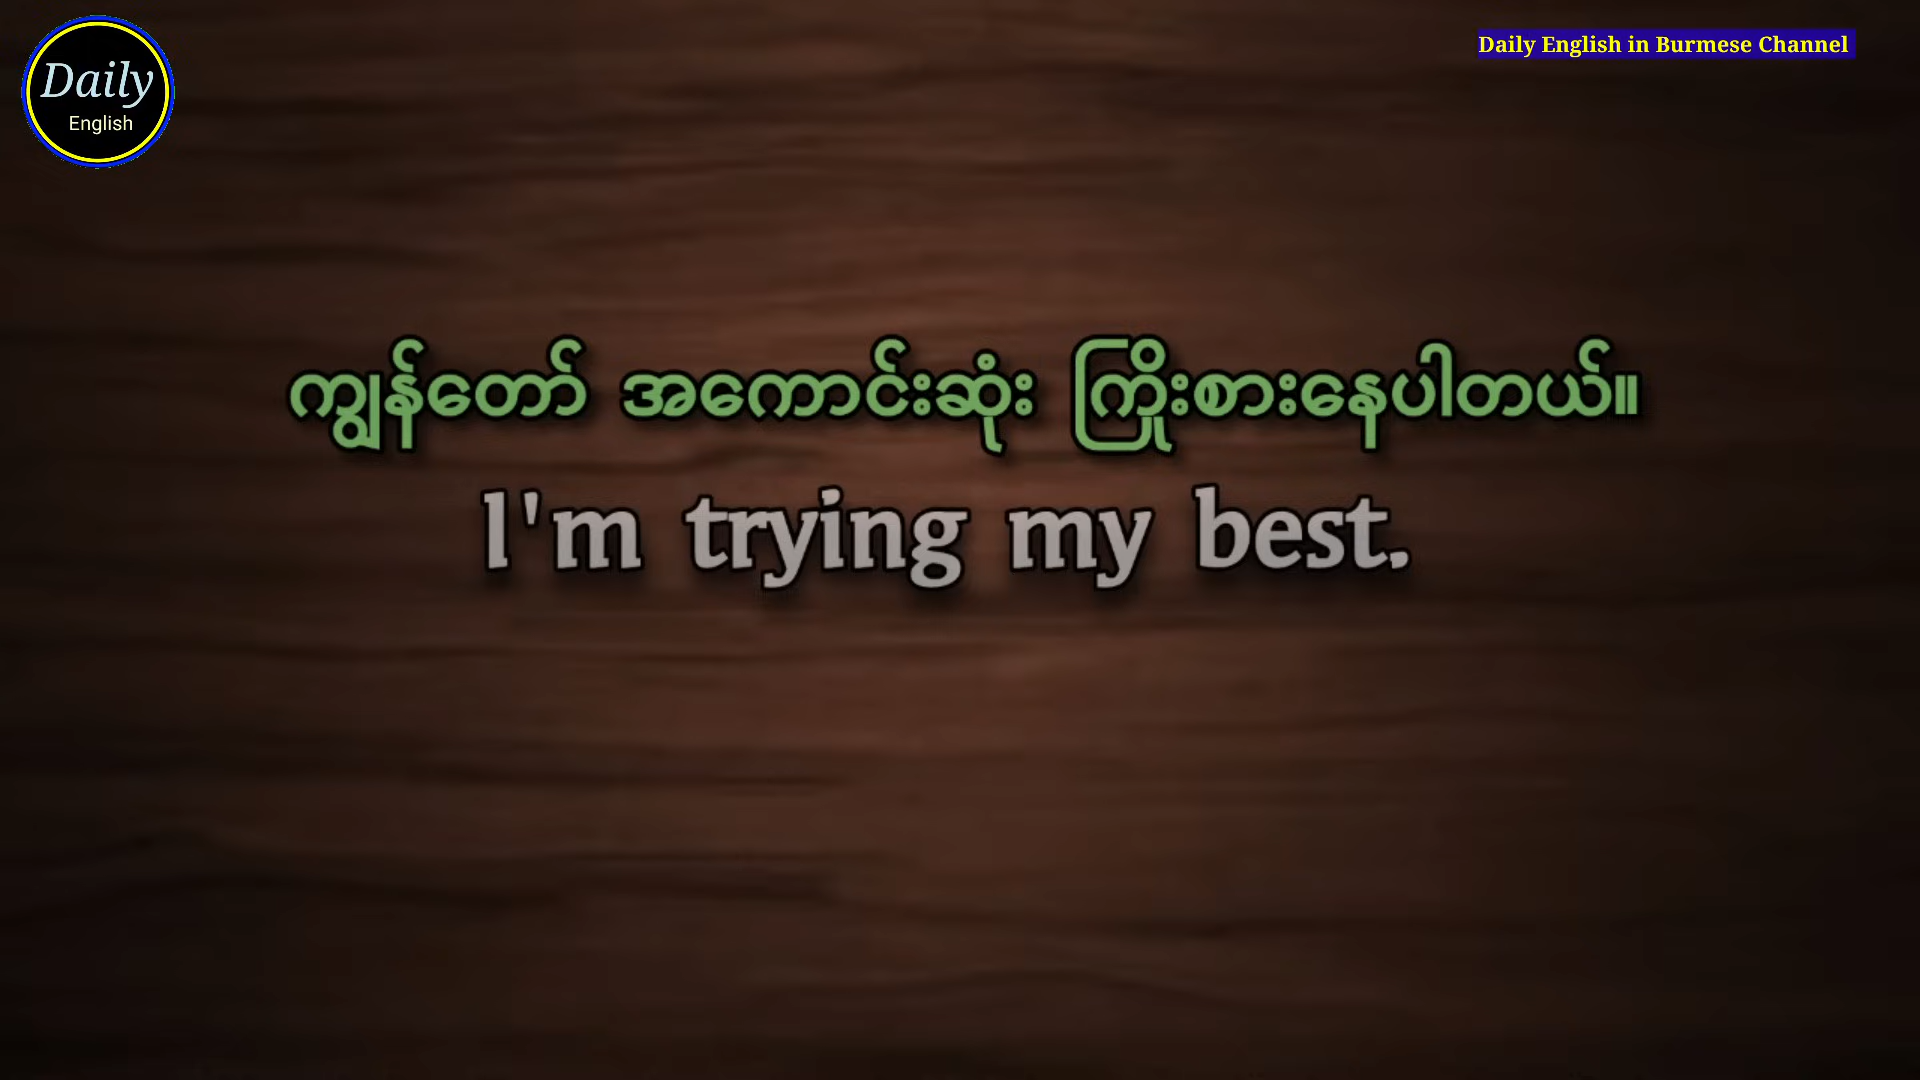 Daily
English
Daily English in Burmese Channel
ကျွန်တော် အကောင်းဆုံး ကြိုးစားနေပါတယ်။
I'm trying my best.